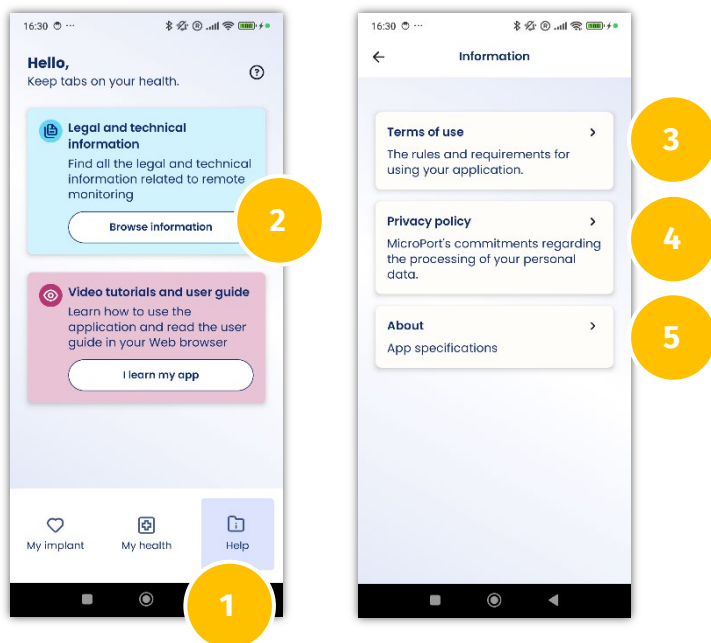 16:30
Hello,
Keep tabs on your health.
Legal and technical
information
Find all the legal and technical
information related to remote
monitoring
Browse information
2
Video tutorials and user guide
Learn how to use the
application and read the user
guide in your Web browser
I learn my app
My implant
My health
Help
1
16:30
Information
Terms of use
The rules and requirements for
using your application.
3
Privacy policy
MicroPort's commitments regarding
the processing of your personal
data.
4
About
App specifications
5